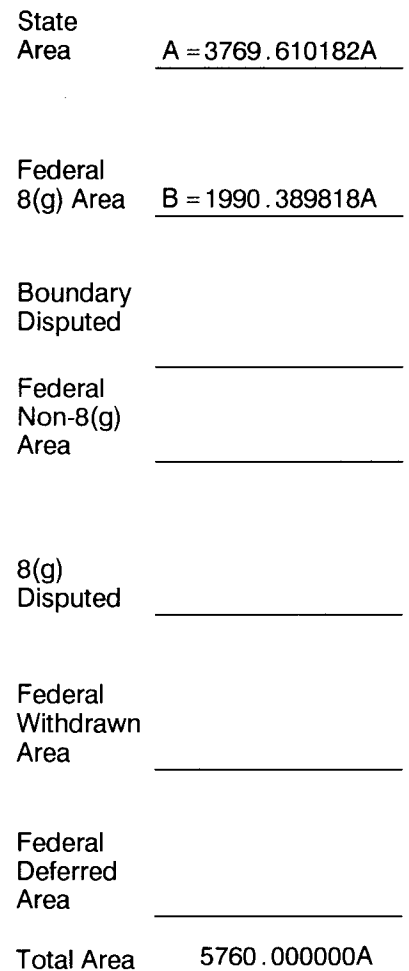 State
Area A = 3769.610182A
Federal
8(g) Area B = 1990.389818A
Boundary
Disputed
Federal
Non-8(g)
Area
8(g)
Disputed
Federal
Withdrawn
Area
Federal
Deferred
Area
Total Area 5760.000000A